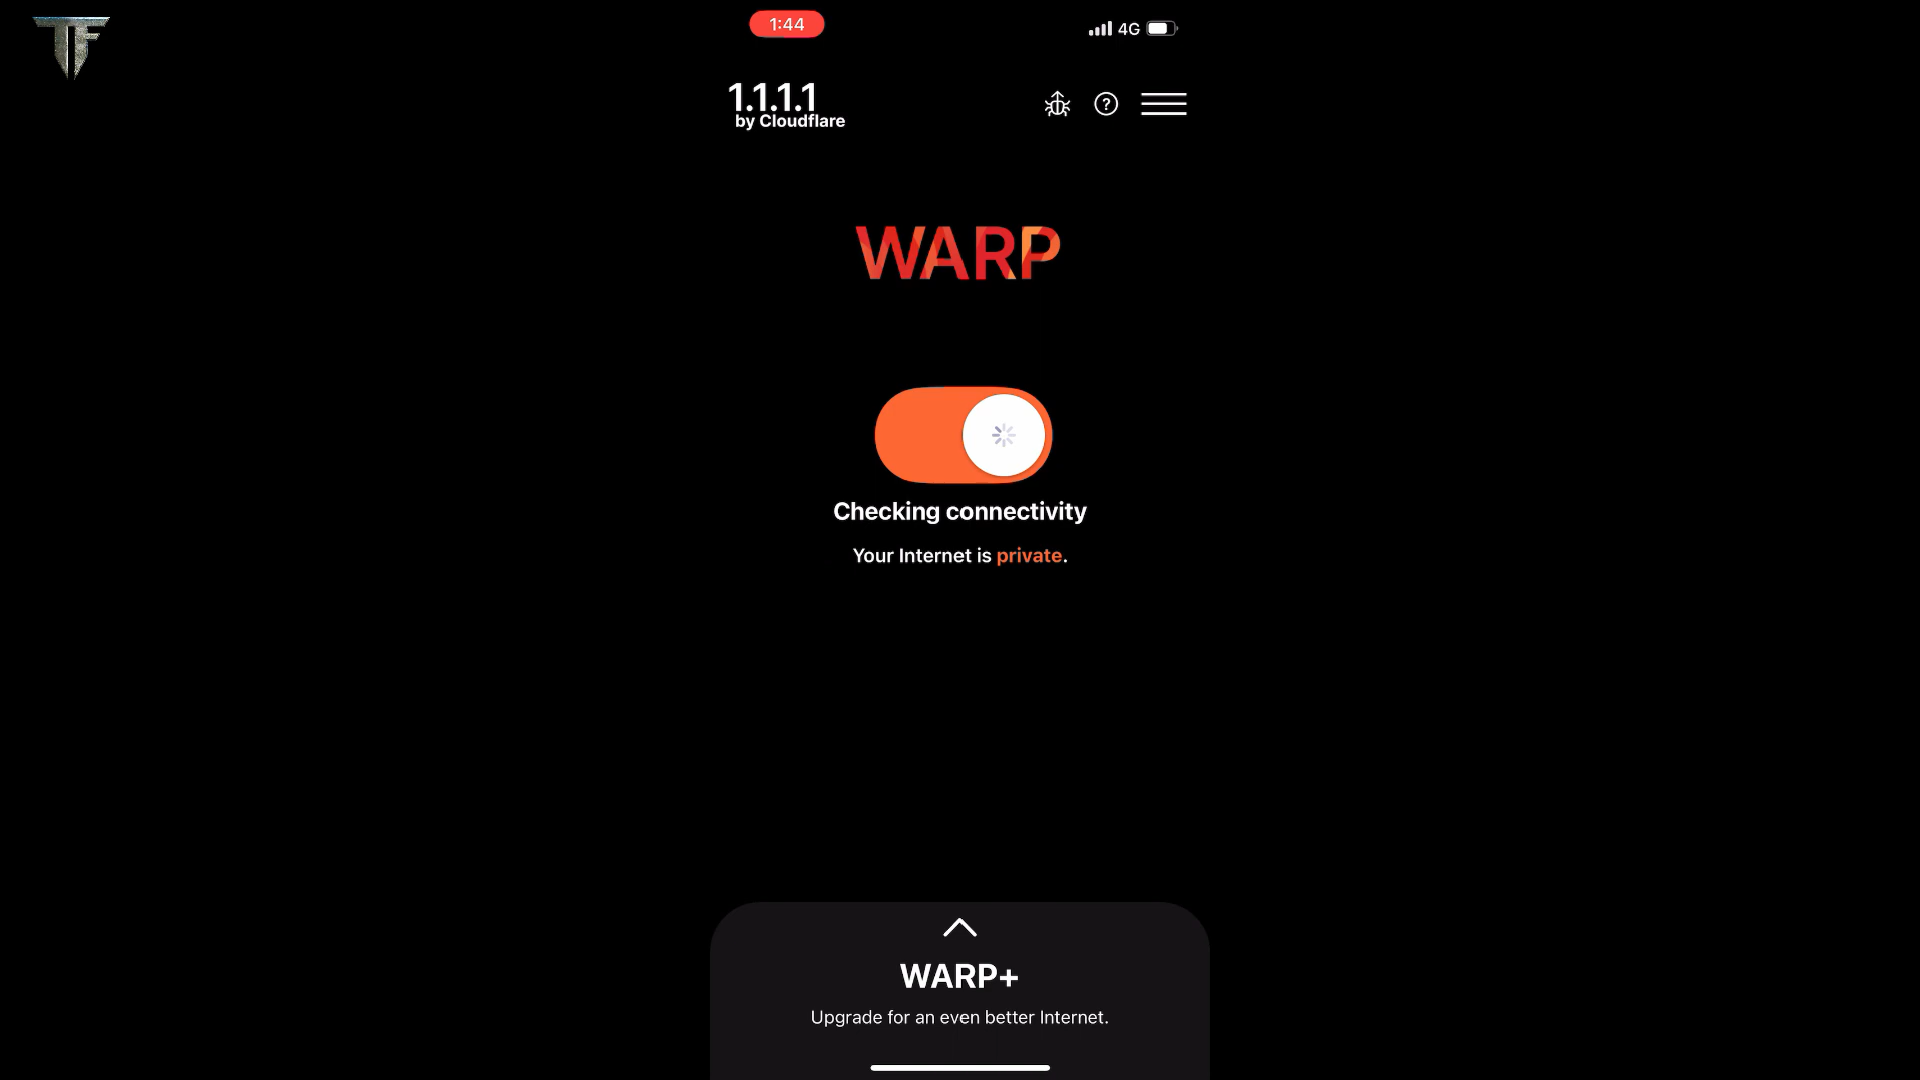 TF
1:44
4G
1.1.1.1
by Cloudflare
?
WARP
Checking connectivity
Your Internet is private.
WARP+
Upgrade for an even better Internet.